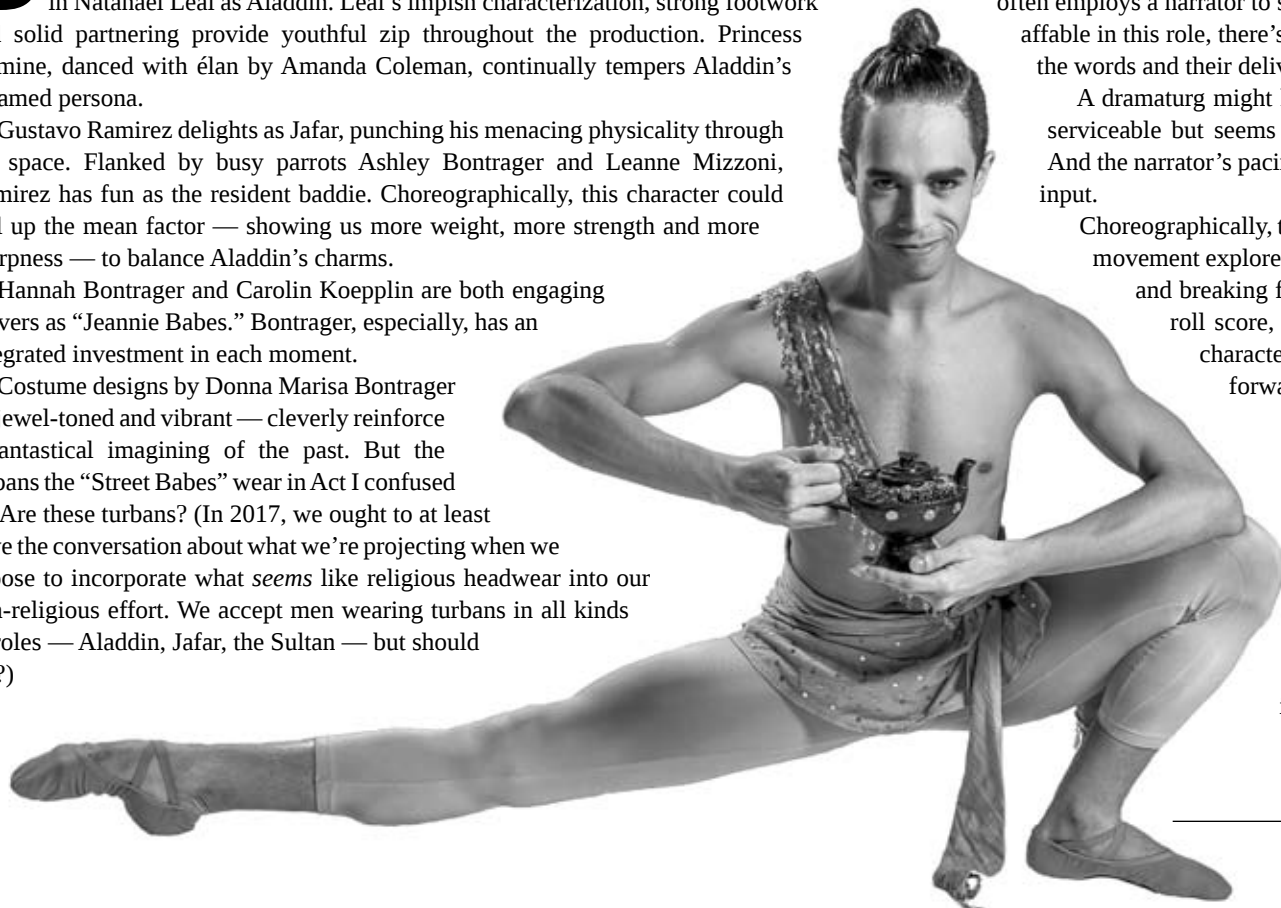 in Natanael Leal as Aladdin. Leal's impish characterization, strong footwork
solid partnering provide youthful zip throughout the production. Princess
mine, danced with élan by Amanda Coleman, continually tempers Aladdin's
amed persona.
Gustavo Ramirez delights as Jafar, punching his menacing physicality through
space. Flanked by busy parrots Ashley Bontrager and Leanne Mizzoni,
mirez has fun as the resident baddie. Choreographically, this character could
up the mean factor — showing us more weight, more strength and more
rpness — to balance Aladdin's charms.
Hannah Bontrager and Carolin Koepplin are both engaging
vers as “Jeannie Babes.” Bontrager, especially, has an
egrated investment in each moment.
Costume designs by Donna Marisa Bontrager
ewel-toned and vibrant — cleverly reinforce
antastical imagining of the past. But the
bans the “Street Babes” wear in Act I confused
Are these turbans? (In 2017, we ought to at least
e the conversation about what we're projecting when we
ose to incorporate what seems like religious headwear into our
-religious effort. We accept men wearing turbans in all kinds
roles — Aladdin, Jafar, the Sultan — but should
?)
often employs a narrator to s
affable in this role, there's
the words and their deliv
A dramaturg might
serviceable but seems
And the narrator's paci
input.
Choreographically, t
movement explore
and breaking f
roll score,
characte
forwa